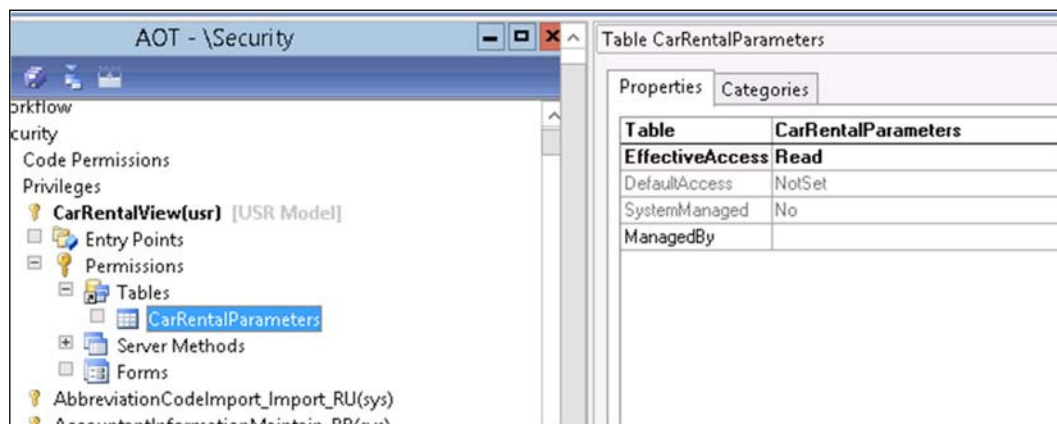 AOT - \Security
orkflow
curity
Code Permissions
Privileges
CarRentalView(usr) [USR Model]
Entry Points
Permissions
Tables
CarRentalParameters
Server Methods
Forms
AbbreviationCodeImport_Import_RU(sys)
Table CarRentalParameters
Properties Categories
Table CarRentalParameters
EffectiveAccess Read
DefaultAccess NotSet
SystemManaged No
ManagedBy